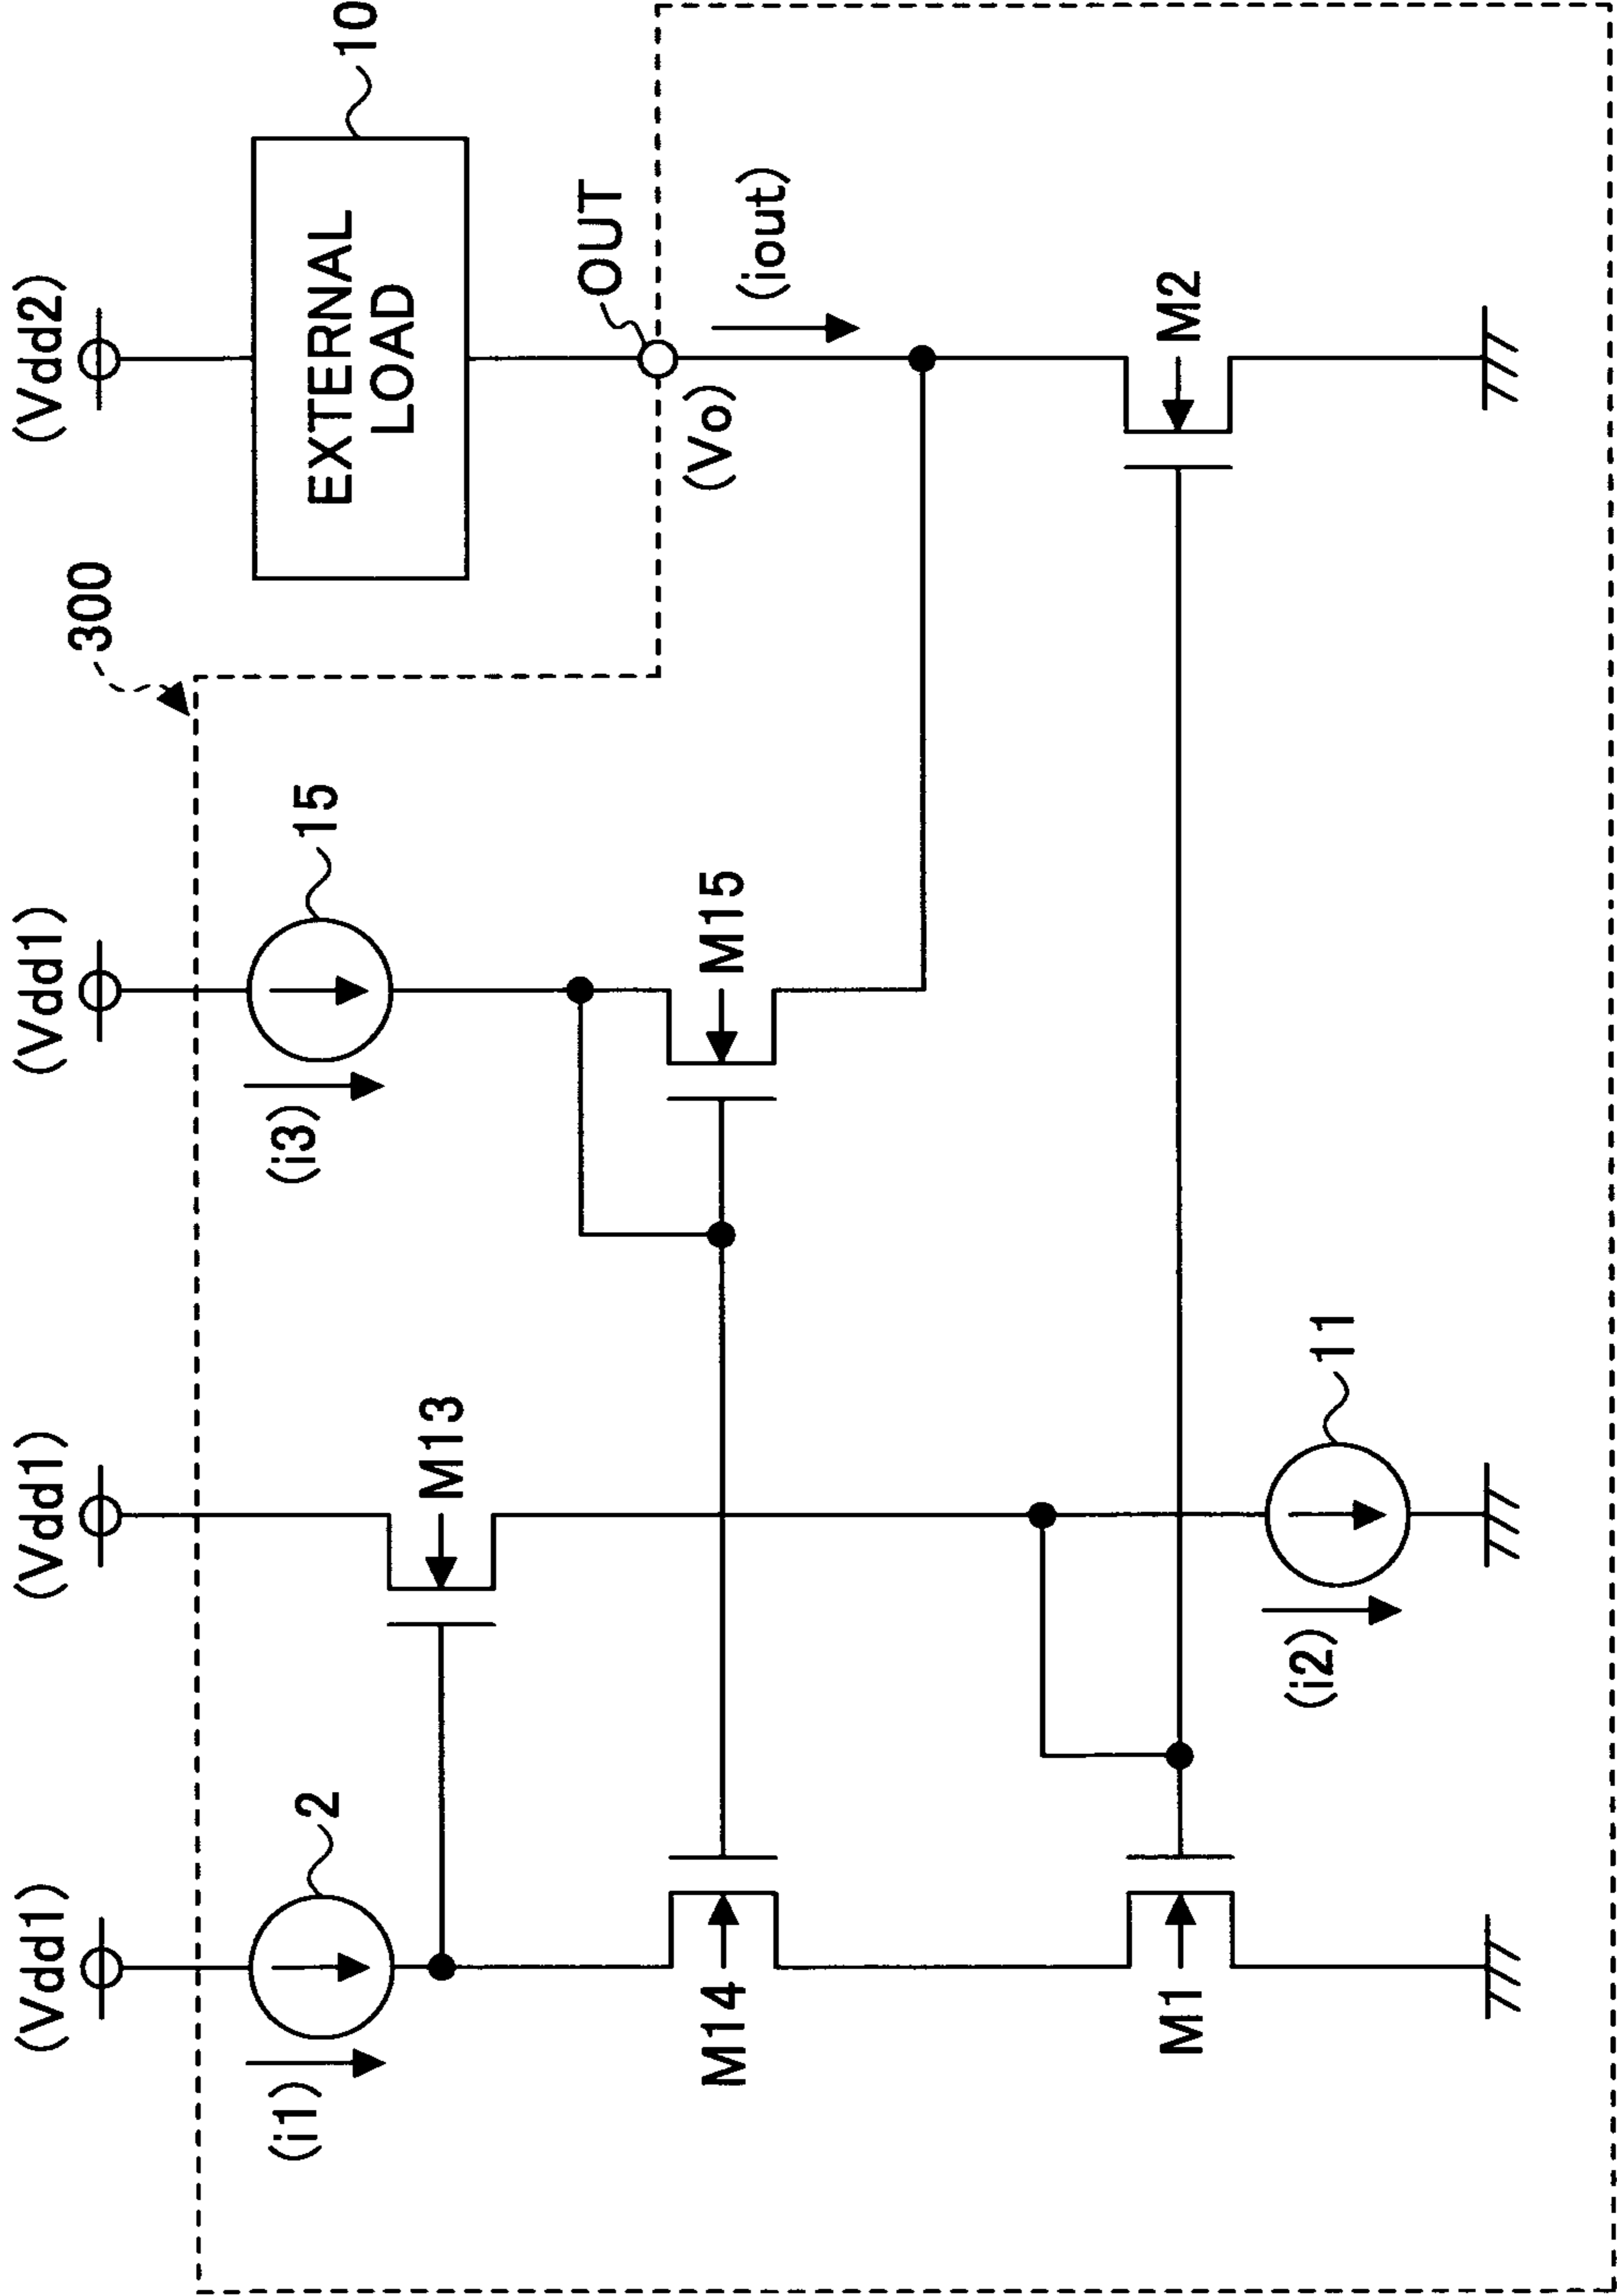 (Vdd1)
(Vdd1)
(Vdd1)
(Vdd2)
300
2
(i1)
15
(i3)
EXTERNAL
LOAD
10
M13
OUT
(Vo)
(iout)
M14
M15
M1
M2
11
(i2)